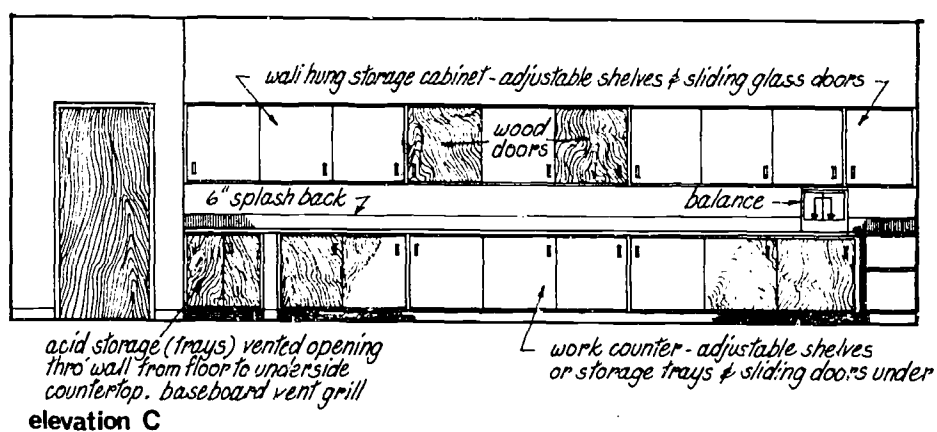 wall hung storage cabinet - adjustable shelves & sliding glass doors
wood
doors
6" splash back
balance
acid storage (trays) vented opening
thro' wall from floor to underside
countertop. baseboard vent grill
work counter - adjustable shelves
or storage trays & sliding doors under
elevation C